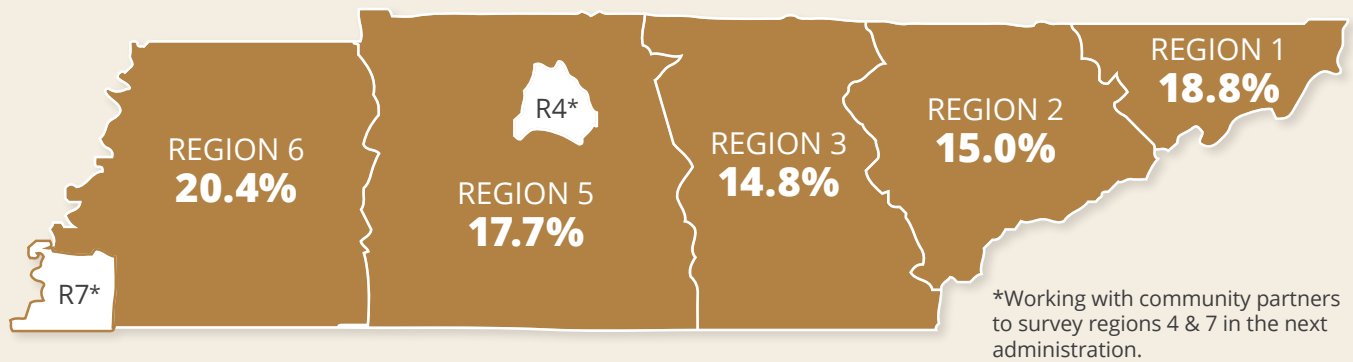 REGION 1
18.8%
REGION 2
15.0%
R4*
REGION 3
14.8%
REGION 6
20.4%
REGION 5
17.7%
R7*
*Working with community partners
to survey regions 4 & 7 in the next
administration.